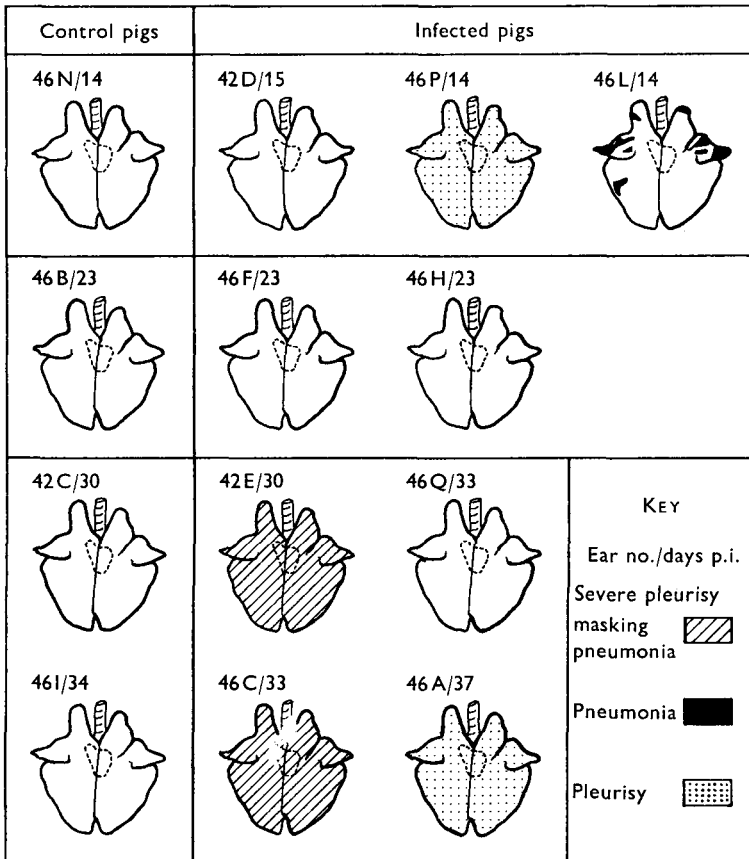 Control pigs
Infected pigs
46N/14
42D/15
46P/14
46L/14
46B/23
46F/23
46H/23
42C/30
42E/30
46Q/33
46I/34
46C/33
46A/37
KEY
Ear no./days p.i.
Severe pleurisy
masking
pneumonia
Pneumonia
Pleurisy